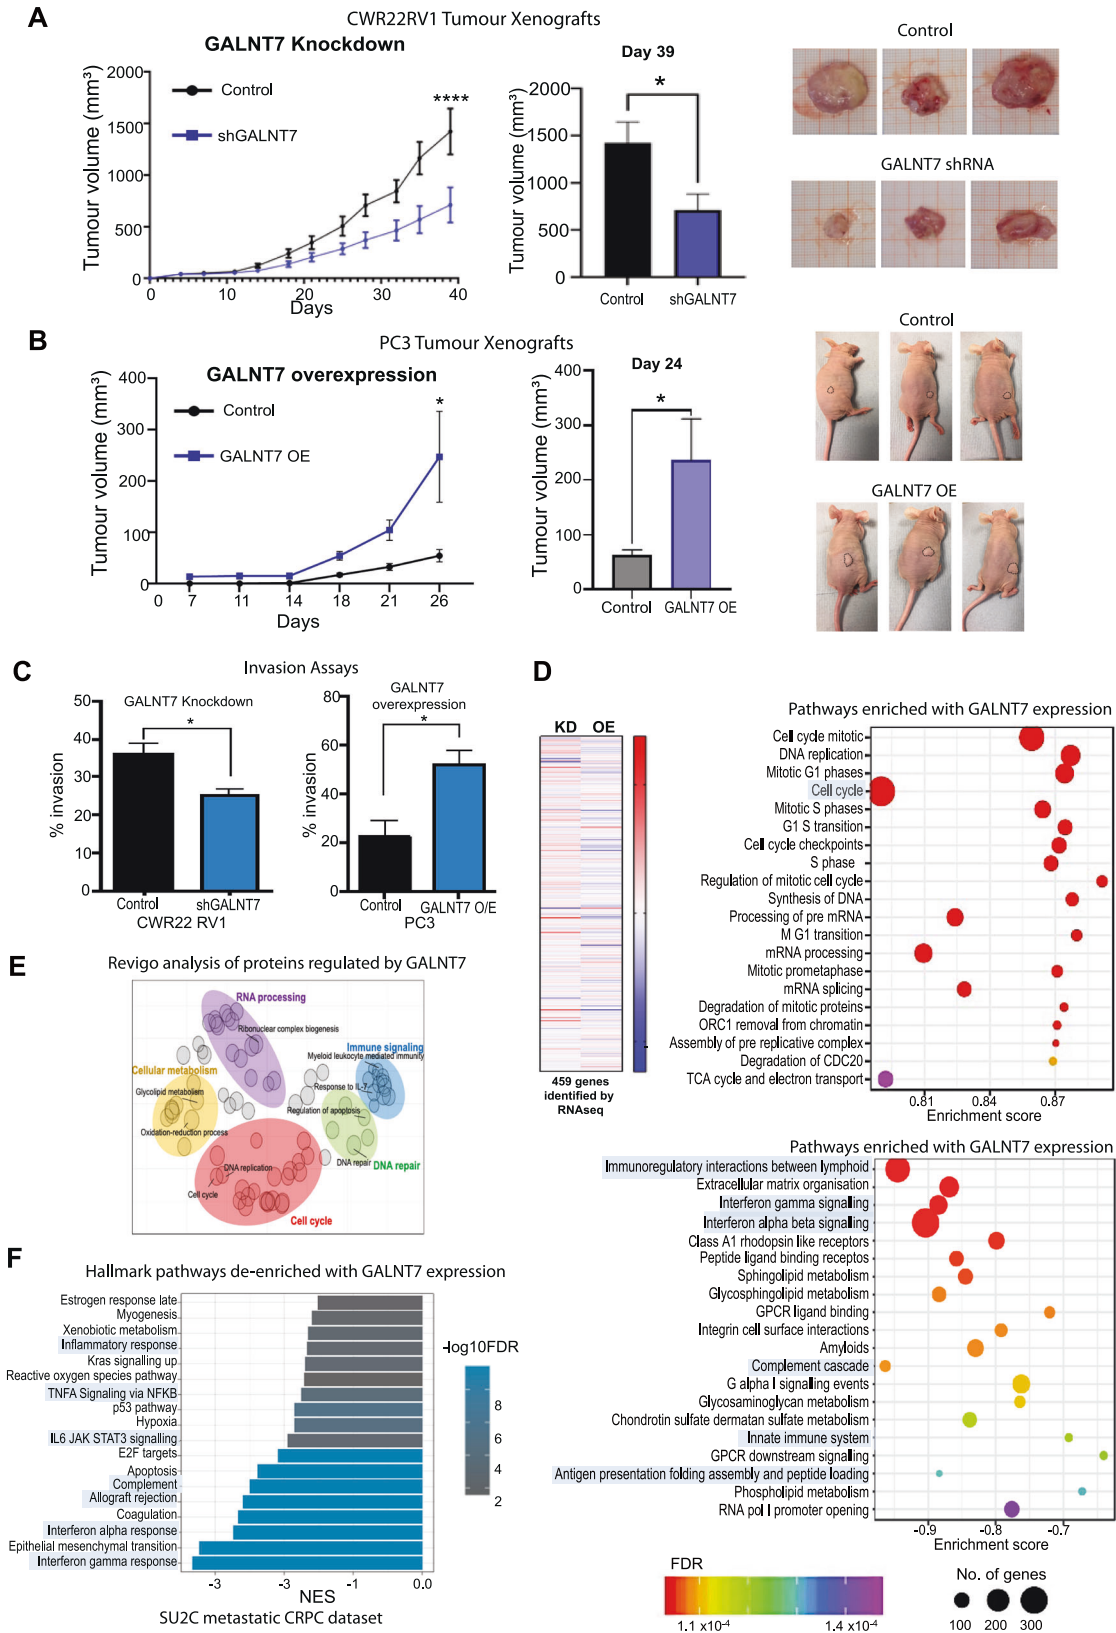 A
CWR22RV1 Tumour Xenografts
GALNT7 Knockdown
Tumour volume (mm³)
2000
1500
1000
500
0
Control
shGALNT7
****
0
10
20
30
40
Days
Day 39
*
Tumour volume (mm³)
2000
1500
1000
500
0
Control
shGALNT7
Control
GALNT7 shRNA
B
PC3 Tumour Xenografts
GALNT7 overexpression
Tumour volume (mm³)
400
300
200
100
0
Control
GALNT7 OE
*
0
7
11
14
18
21
26
Days
Day 24
*
Tumour volume (mm³)
400
300
200
100
0
Control
GALNT7 OE
Control
GALNT7 OE
C
Invasion Assays
GALNT7 Knockdown
*
% invasion
50
40
30
20
10
0
Control
shGALNT7
CWR22 RV1
GALNT7
overexpression
*
% invasion
80
60
40
20
0
Control
GALNT7 O/E
PC3
D
KD OE
459 genes
identified by
RNAseq
Pathways enriched with GALNT7 expression
Cell cycle mitotic
DNA replication
Mitotic G1 phases
Cell cycle
Mitotic S phases
G1 S transition
Cell cycle checkpoints
S phase
Regulation of mitotic cell cycle
Synthesis of DNA
Processing of pre mRNA
M G1 transition
mRNA processing
Mitotic prometaphase
mRNA splicing
Degradation of mitotic proteins
ORC1 removal from chromatin
Assembly of pre replicative complex
Degradation of CDC20
TCA cycle and electron transport
0.81
0.84
0.87
Enrichment score
Pathways enriched with GALNT7 expression
Immunoregulatory interactions between lymphoid
Extracellular matrix organisation
Interferon gamma signalling
Interferon alpha beta signalling
Class A1 rhodopsin like receptors
Peptide ligand binding receptos
Sphingolipid metabolism
Glycosphingolipid metabolism
GPCR ligand binding
Integrin cell surface interactions
Amyloids
Complement cascade
G alpha I signalling events
Glycosaminoglycan metabolism
Chondrotin sulfate dermatan sulfate metabolism
Innate immune system
GPCR downstream signalling
Antigen presentation folding assembly and peptide loading
Phospholipid metabolism
RNA pol I promoter opening
-0.9
-0.8
-0.7
Enrichment score
FDR
1.1 x10⁻⁴
1.4 x10⁻⁴
No. of genes
100
200
300
E
Revigo analysis of proteins regulated by GALNT7
RNA processing
Ribonuclear complex biogenesis
Immune signaling
Myeloid leukocyte mediated immunity
Cellular metabolism
Response to IL-7
Glycolipid metabolism
Regulation of apoptosis
Oxidation-reduction process
DNA replication
DNA repair
DNA repair
Cell cycle
Cell cycle
F
Hallmark pathways de-enriched with GALNT7 expression
Estrogen response late
Myogenesis
Xenobiotic metabolism
Inflammatory response
Kras signalling up
Reactive oxygen species pathway
TNFA Signaling via NFKB
p53 pathway
Hypoxia
IL6 JAK STAT3 signalling
E2F targets
Apoptosis
Complement
Allograft rejection
Coagulation
Interferon alpha response
Epithelial mesenchymal transition
Interferon gamma response
-3
-3
-1
0.0
NES
SU2C metastatic CRPC dataset
-log10FDR
8
6
4
2